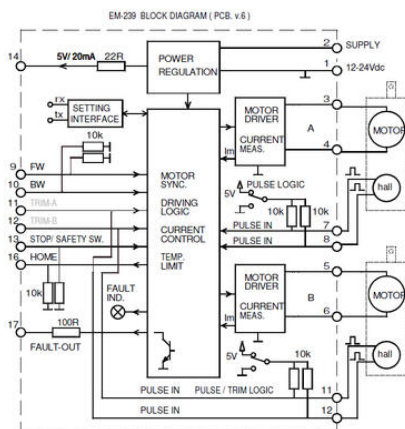 EM-239 BLOCK DIAGRAM ( PCB. v.6 )
14 5V/ 20mA 22R
POWER
REGULATION
2 SUPPLY
1 12-24Vdc
rx
tx
SETTING
INTERFACE
10k
9 FW
10 BW
11 TRIM-A
12 TRIM-B
13 STOP/ SAFETY SW.
16 HOME
10k
17 100R
FAULT-OUT
FAULT
IND.
MOTOR
SYNC.
DRIVING
LOGIC
CURRENT
CONTROL
TEMP.
LIMIT
MOTOR
DRIVER
CURRENT
MEAS.
A
Im
3
4
MOTOR
G
hall
5V PULSE LOGIC
10k 10k
PULSE IN 7
PULSE IN 8
MOTOR
DRIVER
CURRENT
MEAS.
B
Im
5
6
MOTOR
G
hall
5V
10k
PULSE IN PULSE / TRIM LOGIC 11
PULSE IN 12